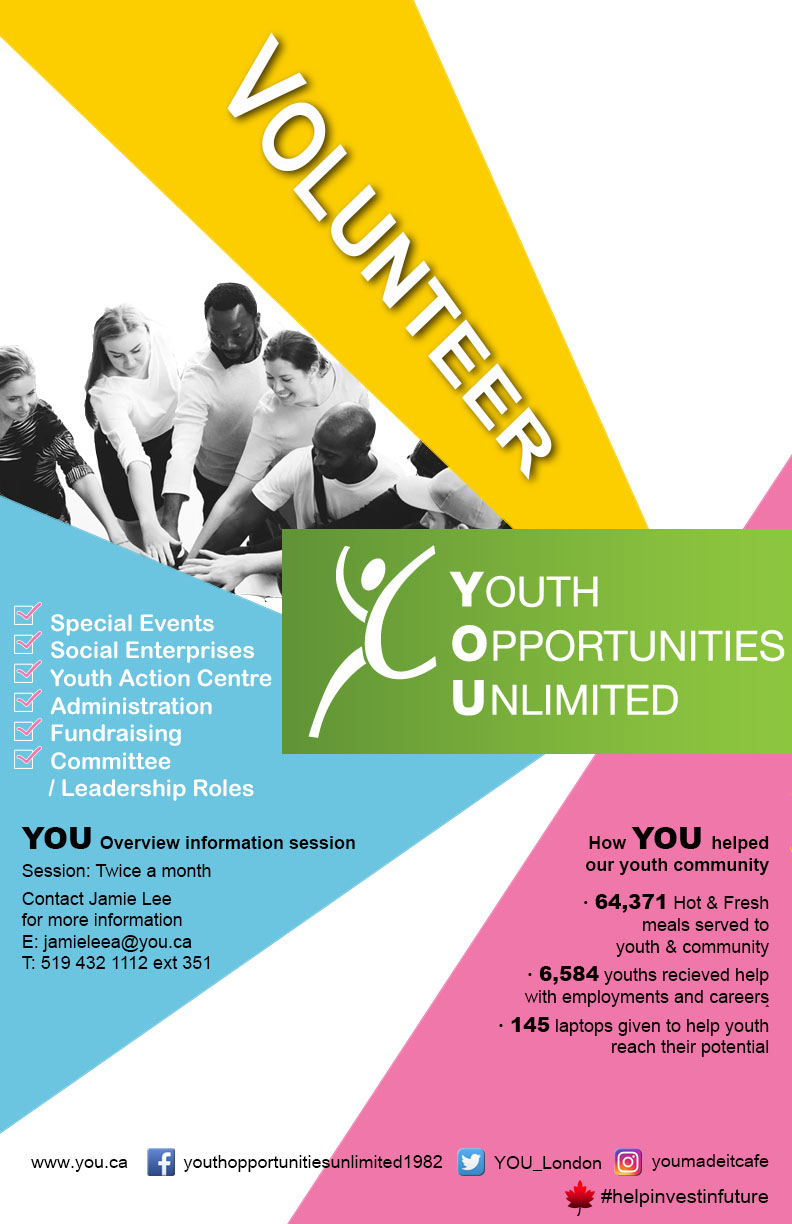 VOLUNTEER
YOUTH
OPPORTUNITIES
UNLIMITED
Special Events
Social Enterprises
Youth Action Centre
Administration
Fundraising
Committee
/ Leadership Roles
YOU Overview information session
Session: Twice a month
Contact Jamie Lee
for more information
E: jamieleea@you.ca
T: 519 432 1112 ext 351
How YOU helped
our youth community
· 64,371 Hot & Fresh
meals served to
youth & community
· 6,584 youths recieved help
with employments and careers
· 145 laptops given to help youth
reach their potential
www.you.ca youthopportunitiesunlimited1982 YOU_London youmadeitcafe
#helpinvestinfuture